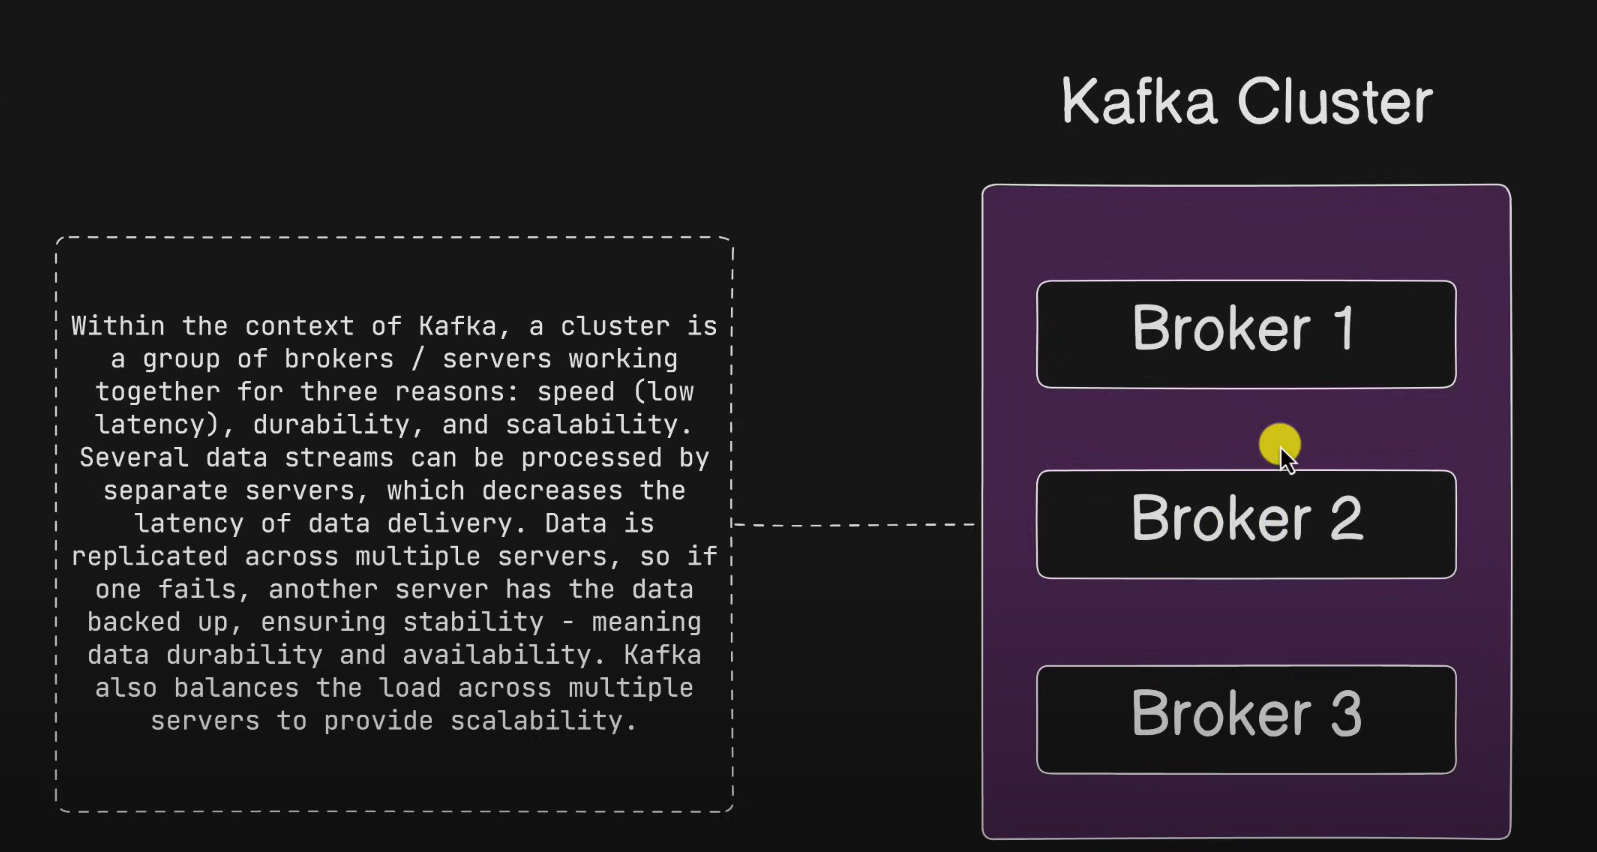 Kafka Cluster
Within the context of Kafka, a cluster is
a group of brokers / servers working
together for three reasons: speed (low
latency), durability, and scalability.
Several data streams can be processed by
separate servers, which decreases the
latency of data delivery. Data is
replicated across multiple servers, so if
one fails, another server has the data
backed up, ensuring stability - meaning
data durability and availability. Kafka
also balances the load across multiple
servers to provide scalability.
Broker 1
Broker 2
Broker 3